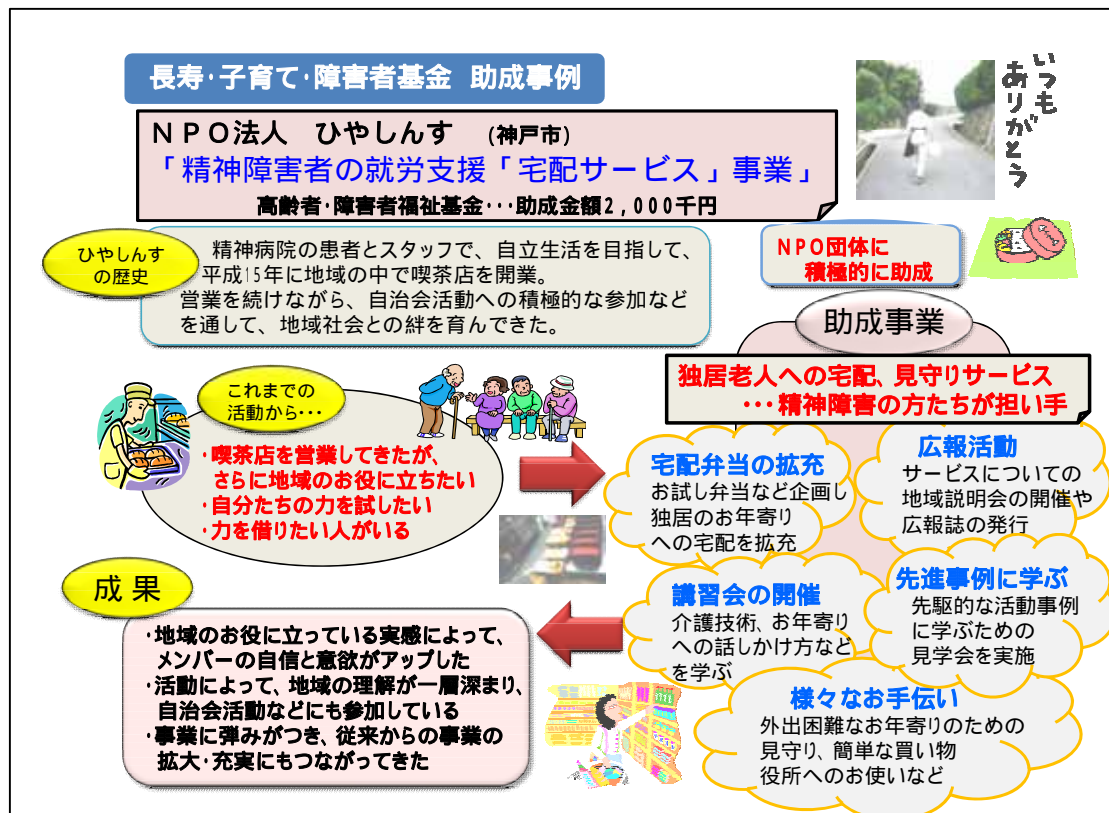 長寿・子育て・障害者基金 助成事例
いつも
ありがとう
NPO法人 ひやしんす (神戸市)
「精神障害者の就労支援「宅配サービス」事業」
高齢者・障害者福祉基金・・・助成金額2,000千円
ひやしんす
の歴史
精神病院の患者とスタッフで、自立生活を目指して、
平成15年に地域の中で喫茶店を開業。
営業を続けながら、自治会活動への積極的な参加など
を通して、地域社会との絆を育んできた。
NPO団体に
積極的に助成
助成事業
独居老人への宅配、見守りサービス
・・・精神障害の方たちが担い手
これまでの
活動から・・・
・喫茶店を営業してきたが、
さらに地域のお役に立ちたい
・自分たちの力を試したい
・力を借りたい人がいる
宅配弁当の拡充
お試し弁当など企画し
独居のお年寄り
への宅配を拡充
広報活動
サービスについての
地域説明会の開催や
広報誌の発行
講習会の開催
介護技術、お年寄り
への話しかけ方など
を学ぶ
先進事例に学ぶ
先駆的な活動事例
に学ぶための
見学会を実施
様々なお手伝い
外出困難なお年寄りのための
見守り、簡単な買い物
役所へのお使いなど
成果
・地域のお役に立っている実感によって、
メンバーの自信と意欲がアップした
・活動によって、地域の理解が一層深まり、
自治会活動などにも参加している
・事業に弾みがつき、従来からの事業の
拡大・充実にもつながってきた